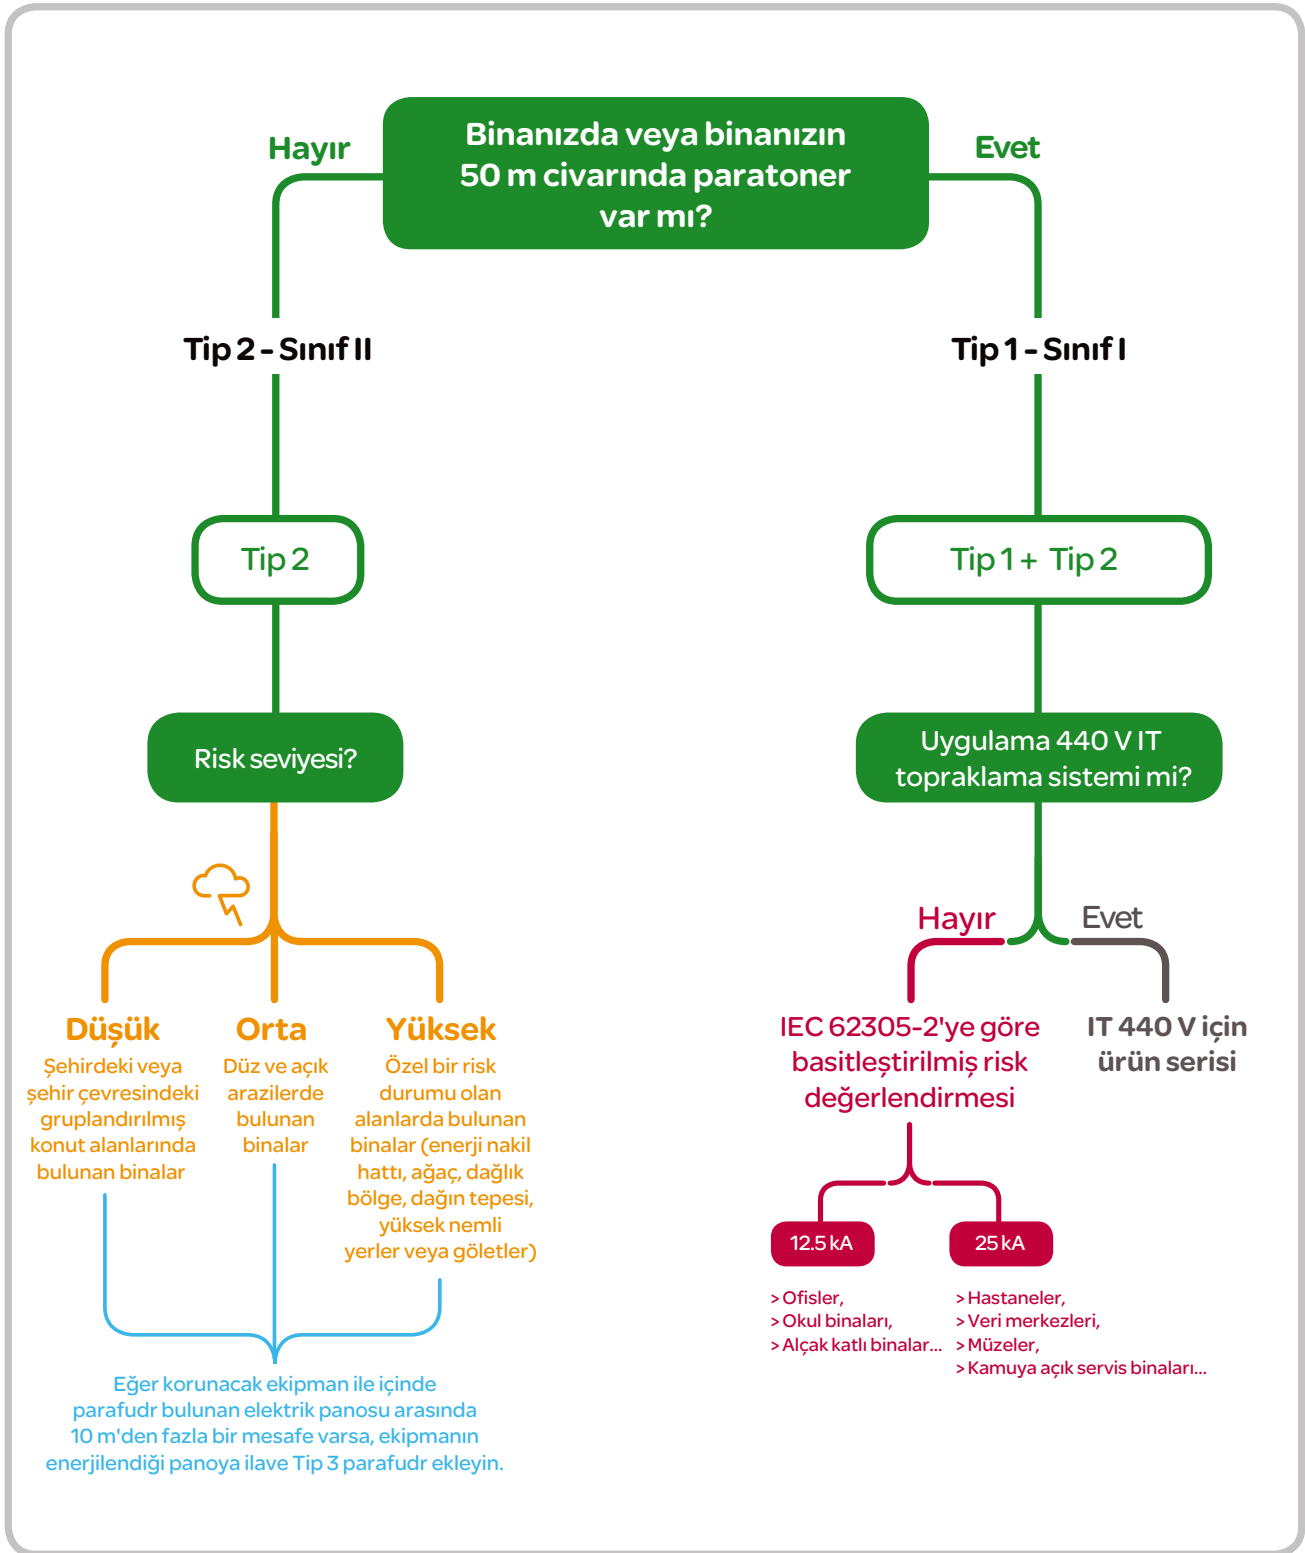 Binanızda veya binanızın
50 m civarında paratoner
var mı?
Hayır
Evet
Tip 2 - Sınıf II
Tip 1 - Sınıf I
Tip 2
Tip 1 + Tip 2
Risk seviyesi?
Uygulama 440 V IT
topraklama sistemi mi?
Düşük
Şehirdeki veya
şehir çevresindeki
gruplandırılmış
konut alanlarında
bulunan binalar
Orta
Düz ve açık
arazilerde
bulunan
binalar
Yüksek
Özel bir risk
durumu olan
alanlarda bulunan
binalar (enerji nakil
hattı, ağaç, dağlık
bölge, dağın tepesi,
yüksek nemli
yerler veya göletler)
Eğer korunacak ekipman ile içinde
parafudr bulunan elektrik panosu arasında
10 m'den fazla bir mesafe varsa, ekipmanın
enerjilendiği panoya ilave Tip 3 parafudr ekleyin.
Hayır
Evet
IEC 62305-2'ye göre
basitleştirilmiş risk
değerlendirmesi
IT 440 V için
ürün serisi
12.5 kA
> Ofisler,
> Okul binaları,
> Alçak katlı binalar...
25 kA
> Hastaneler,
> Veri merkezleri,
> Müzeler,
> Kamuya açık servis binaları...